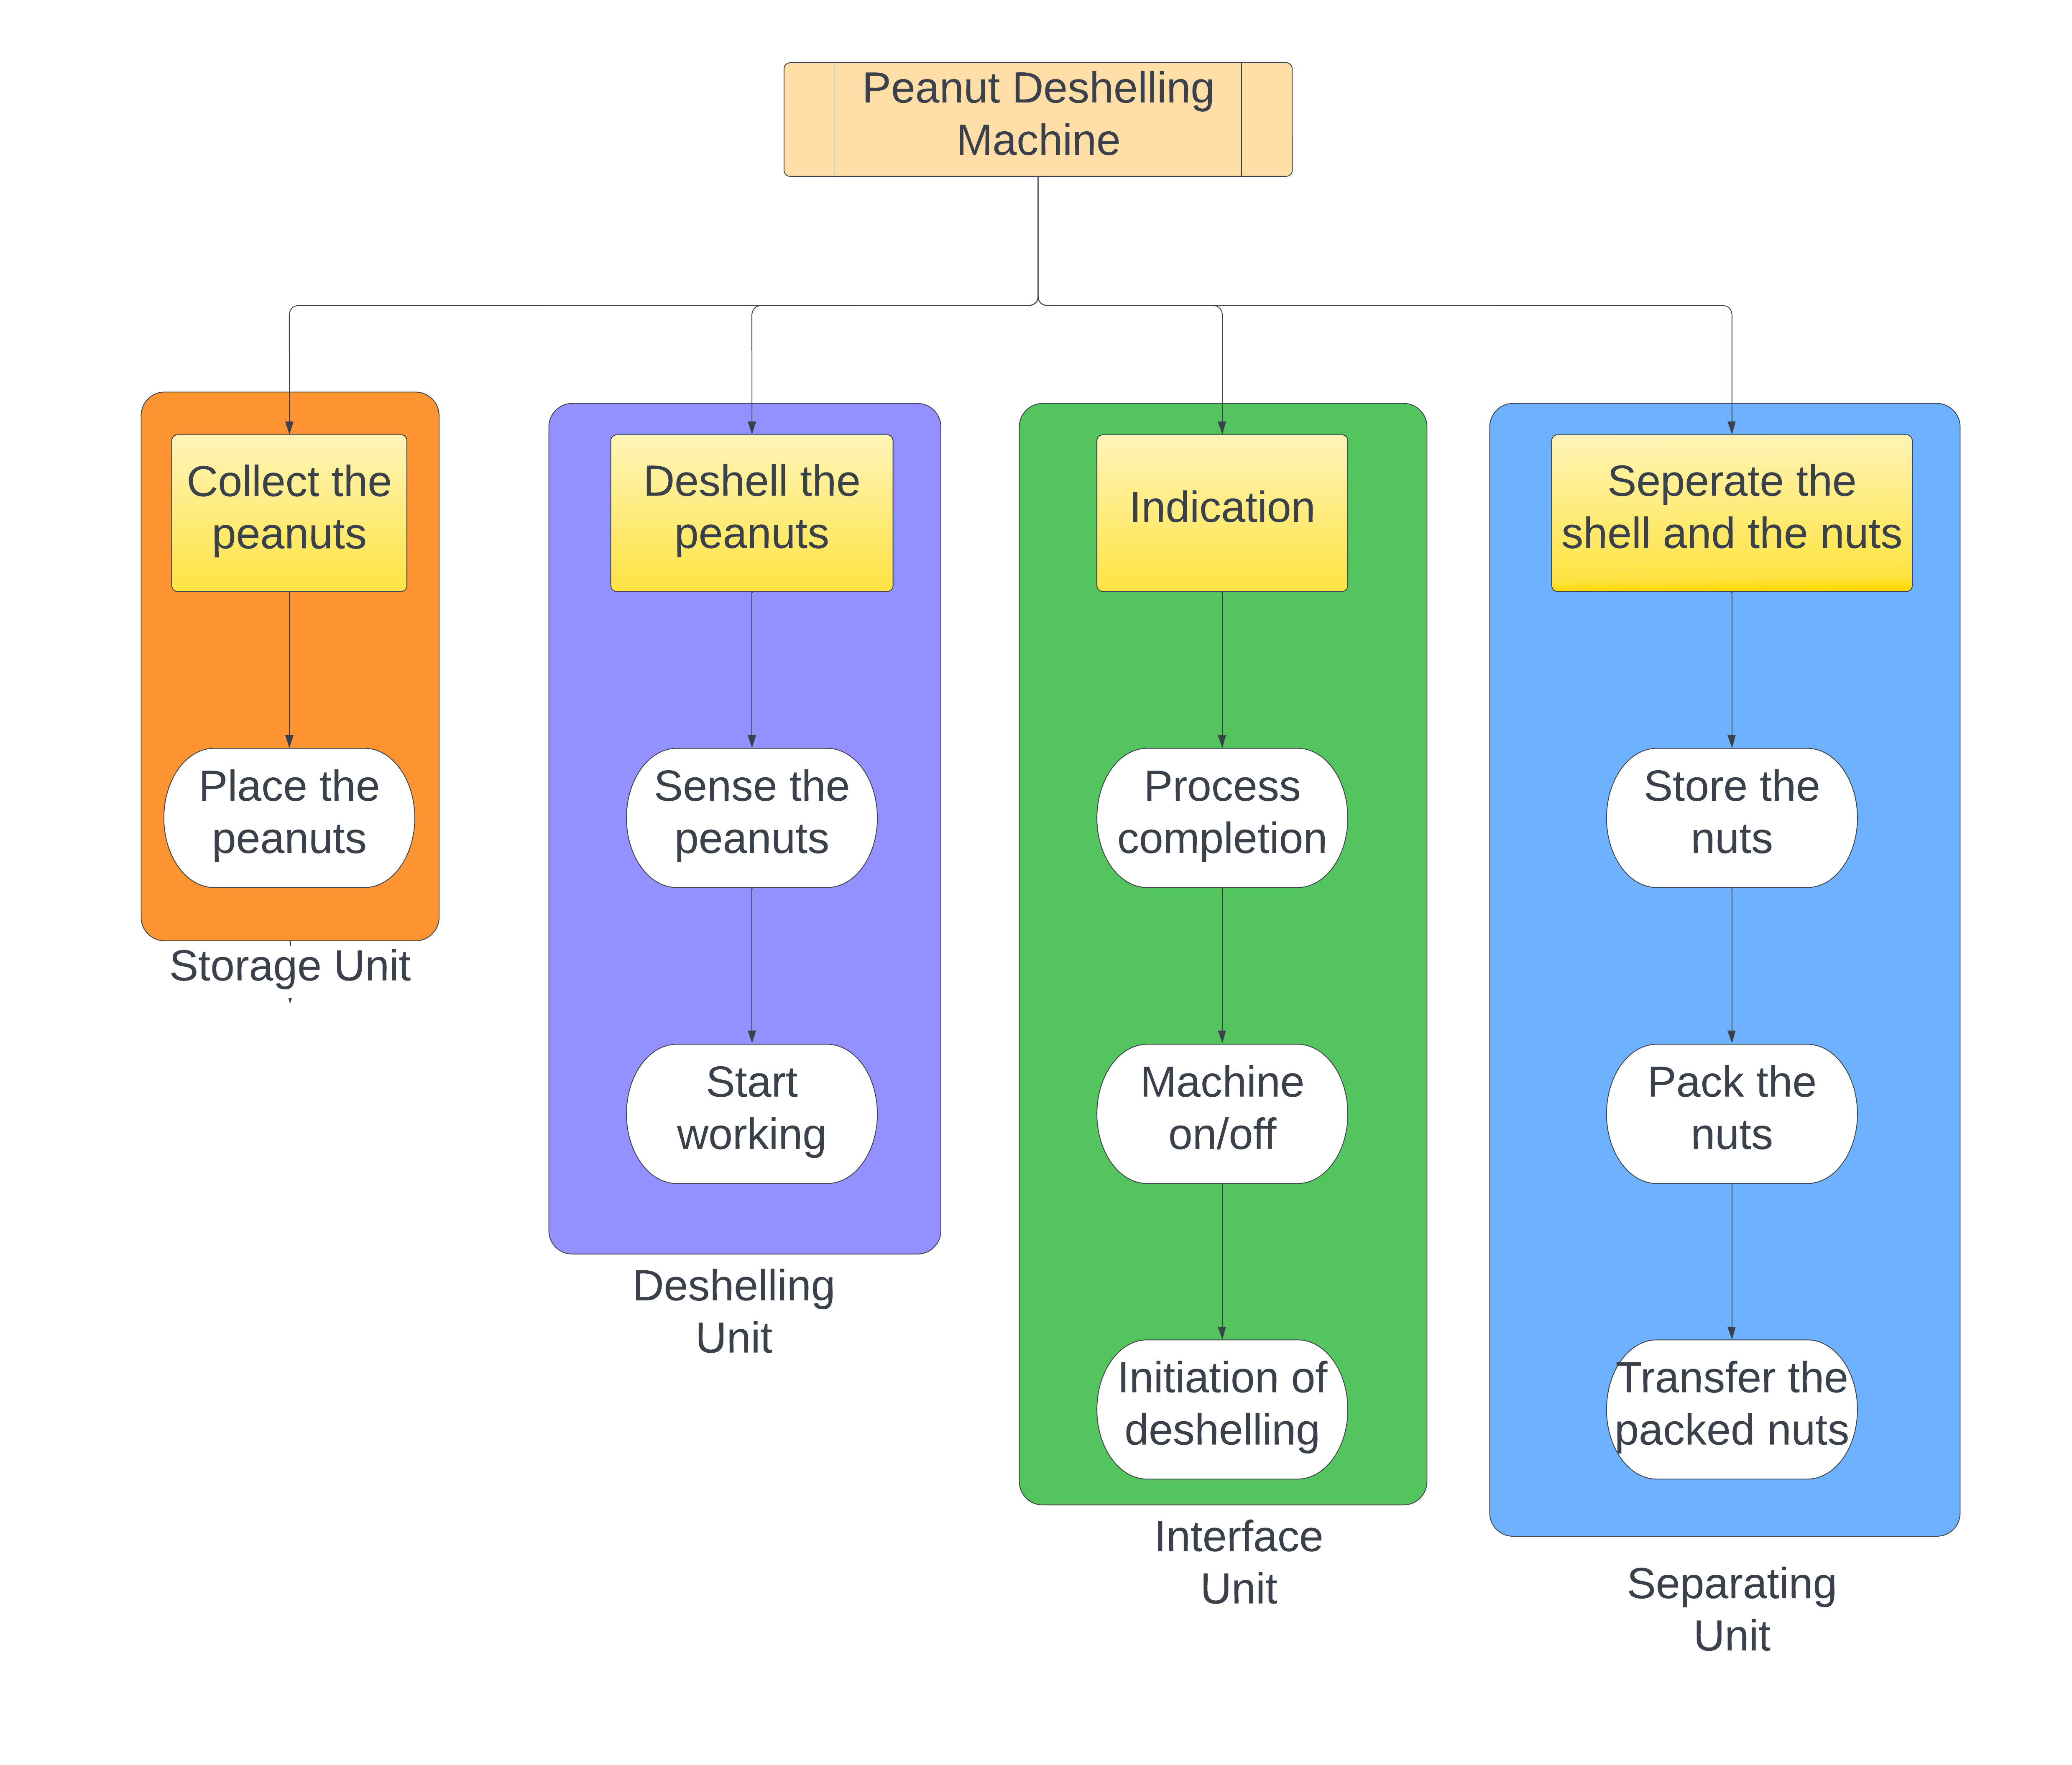 Peanut Deshelling
Machine
Collect the
peanuts
Place the
peanuts
Storage Unit
Deshell the
peanuts
Sense the
peanuts
Start
working
Deshelling
Unit
Indication
Process
completion
Machine
on/off
Initiation of
deshelling
Interface
Unit
Seperate the
shell and the nuts
Store the
nuts
Pack the
nuts
Transfer the
packed nuts
Separating
Unit